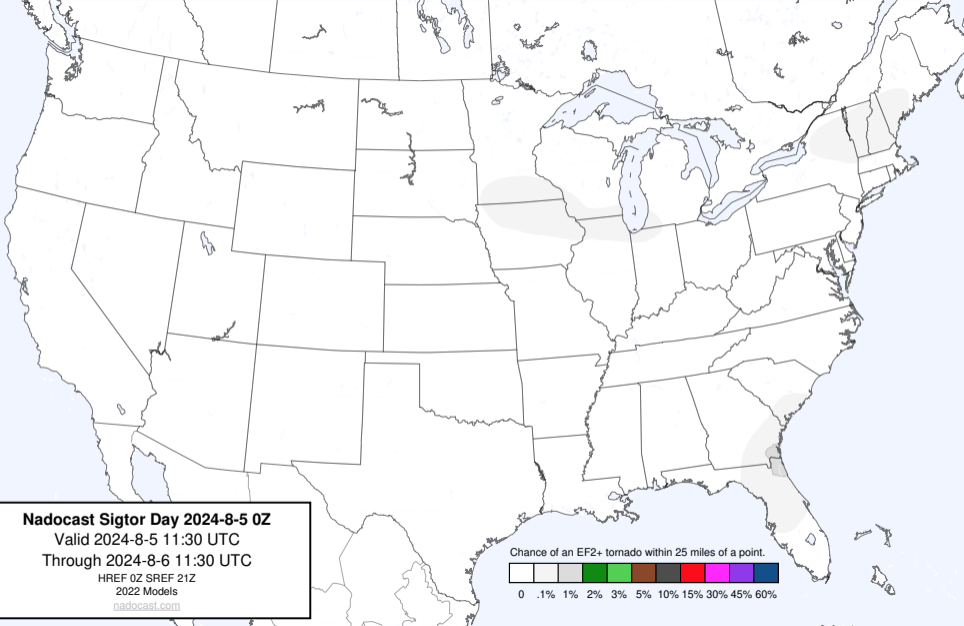 Nadocast Sigtor Day 2024-8-5 0Z
Valid 2024-8-5 11:30 UTC
Through 2024-8-6 11:30 UTC
HREF 0Z SREF 21Z
2022 Models
nadocast.com
Chance of an EF2+ tornado within 25 miles of a point.
0 .1% 1% 2% 3% 5% 10% 15% 30% 45% 60%